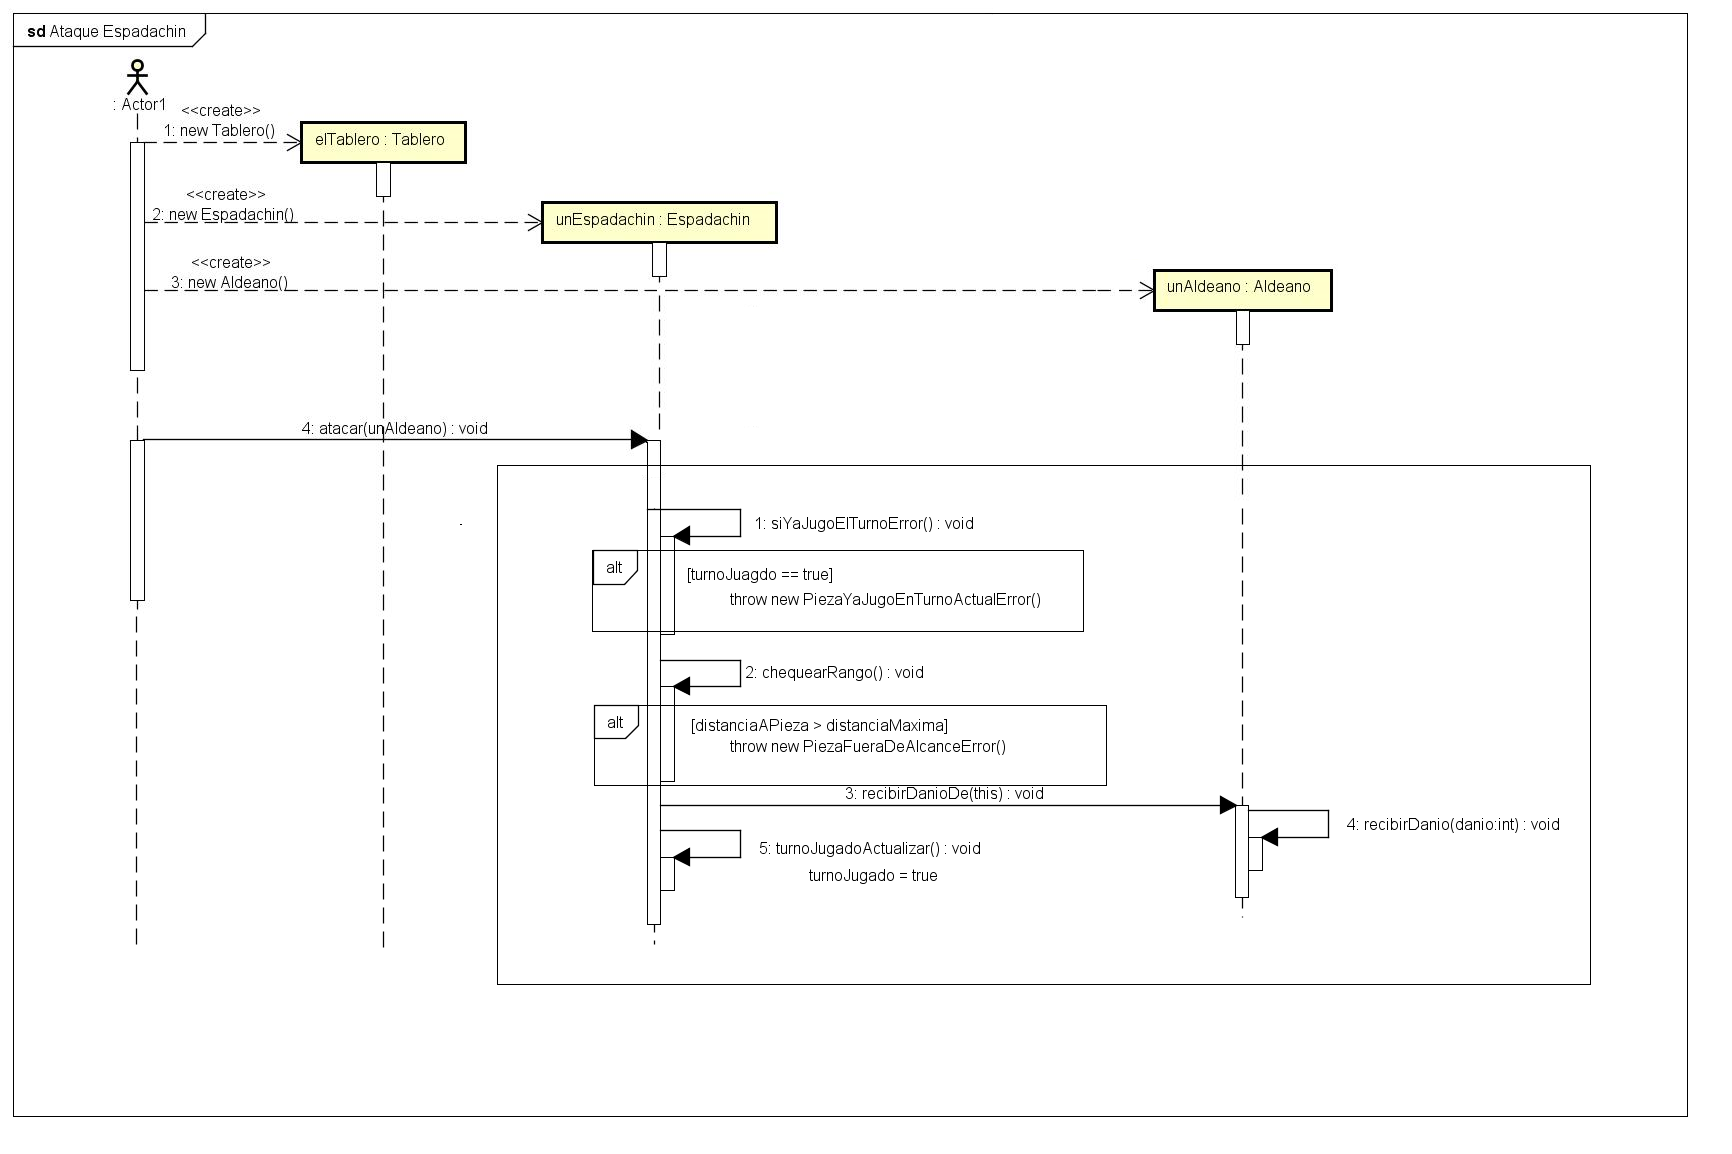 sd Ataque Espadachin
: Actor1
<<create>>
1: new Tablero()
elTablero : Tablero
<<create>>
2: new Espadachin()
unEspadachin : Espadachin
<<create>>
3: new Aldeano()
unAldeano : Aldeano
4: atacar(unAldeano) : void
1: siYaJugoElTurnoError() : void
alt
[turnoJuagdo == true]
throw new PiezaYaJugoEnTurnoActualError()
2: chequearRango() : void
alt
[distanciaAPieza > distanciaMaxima]
throw new PiezaFueraDeAlcanceError()
3: recibirDanioDe(this) : void
4: recibirDanio(danio:int) : void
5: turnoJugadoActualizar() : void
turnoJugado = true